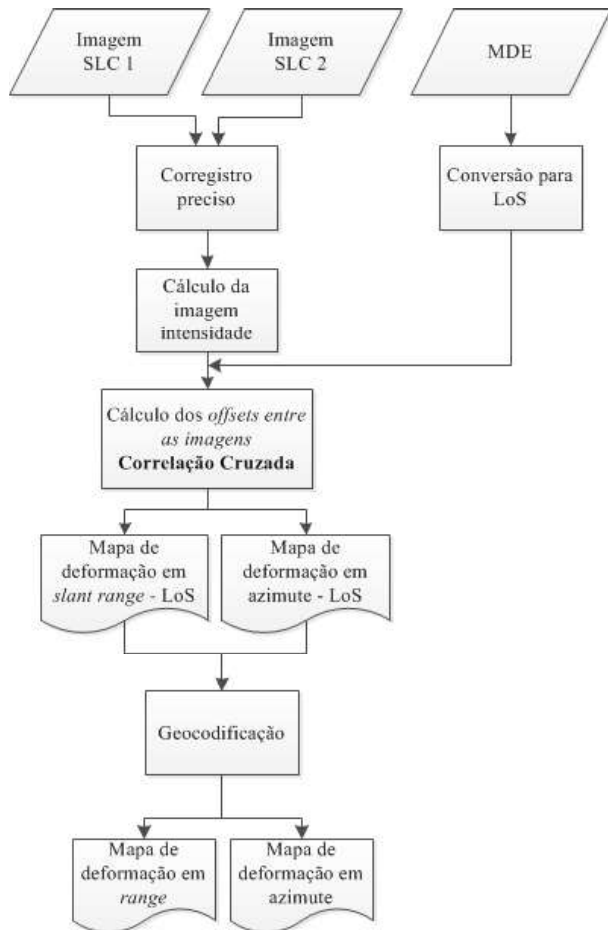 Imagem
SLC 1
Imagem
SLC 2
MDE
Corregistro
preciso
Conversão para
LoS
Cálculo da
imagem
intensidade
Cálculo dos offsets entre
as imagens
Correlação Cruzada
Mapa de
deformação em
slant range - LoS
Mapa de
deformação em
azimute - LoS
Geocodificação
Mapa de
deformação em
range
Mapa de
deformação em
azimute